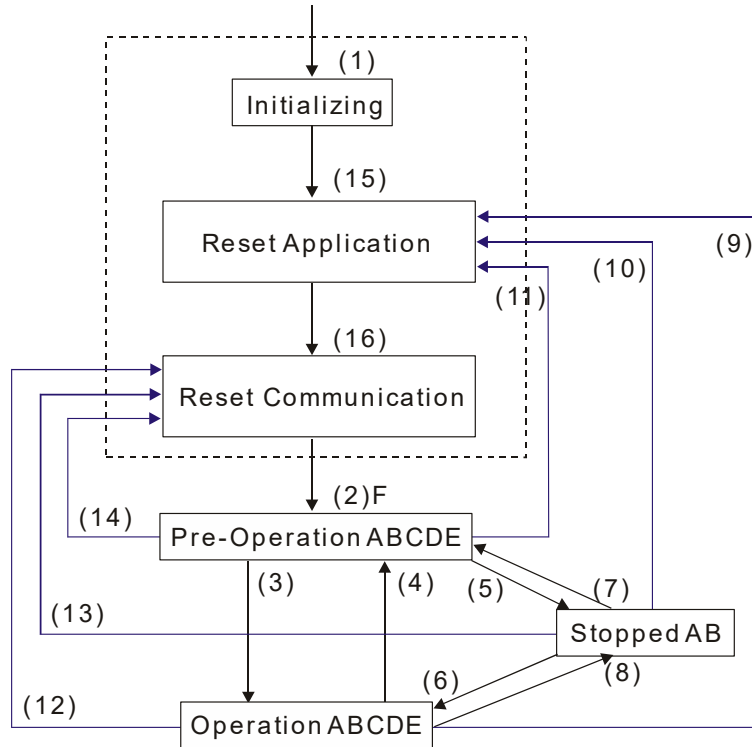 (1)
Initializing
(15)
Reset Application
(9)
(10)
(11)
(16)
Reset Communication
(2)F
(14)
Pre-Operation ABCDE
(3)
(4)
(5)
(7)
(13)
Stopped AB
(6)
(8)
(12)
Operation ABCDE